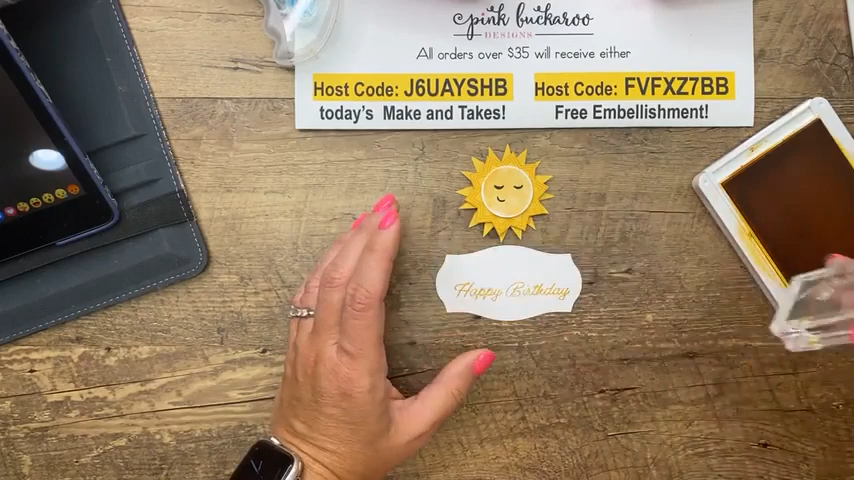 pink buckaroo
DESIGNS
All orders over $35 will receive either
Host Code: J6UAYSHB
today's Make and Takes!
Host Code: FVFXZ7BB
Free Embellishment!
Happy Birthday